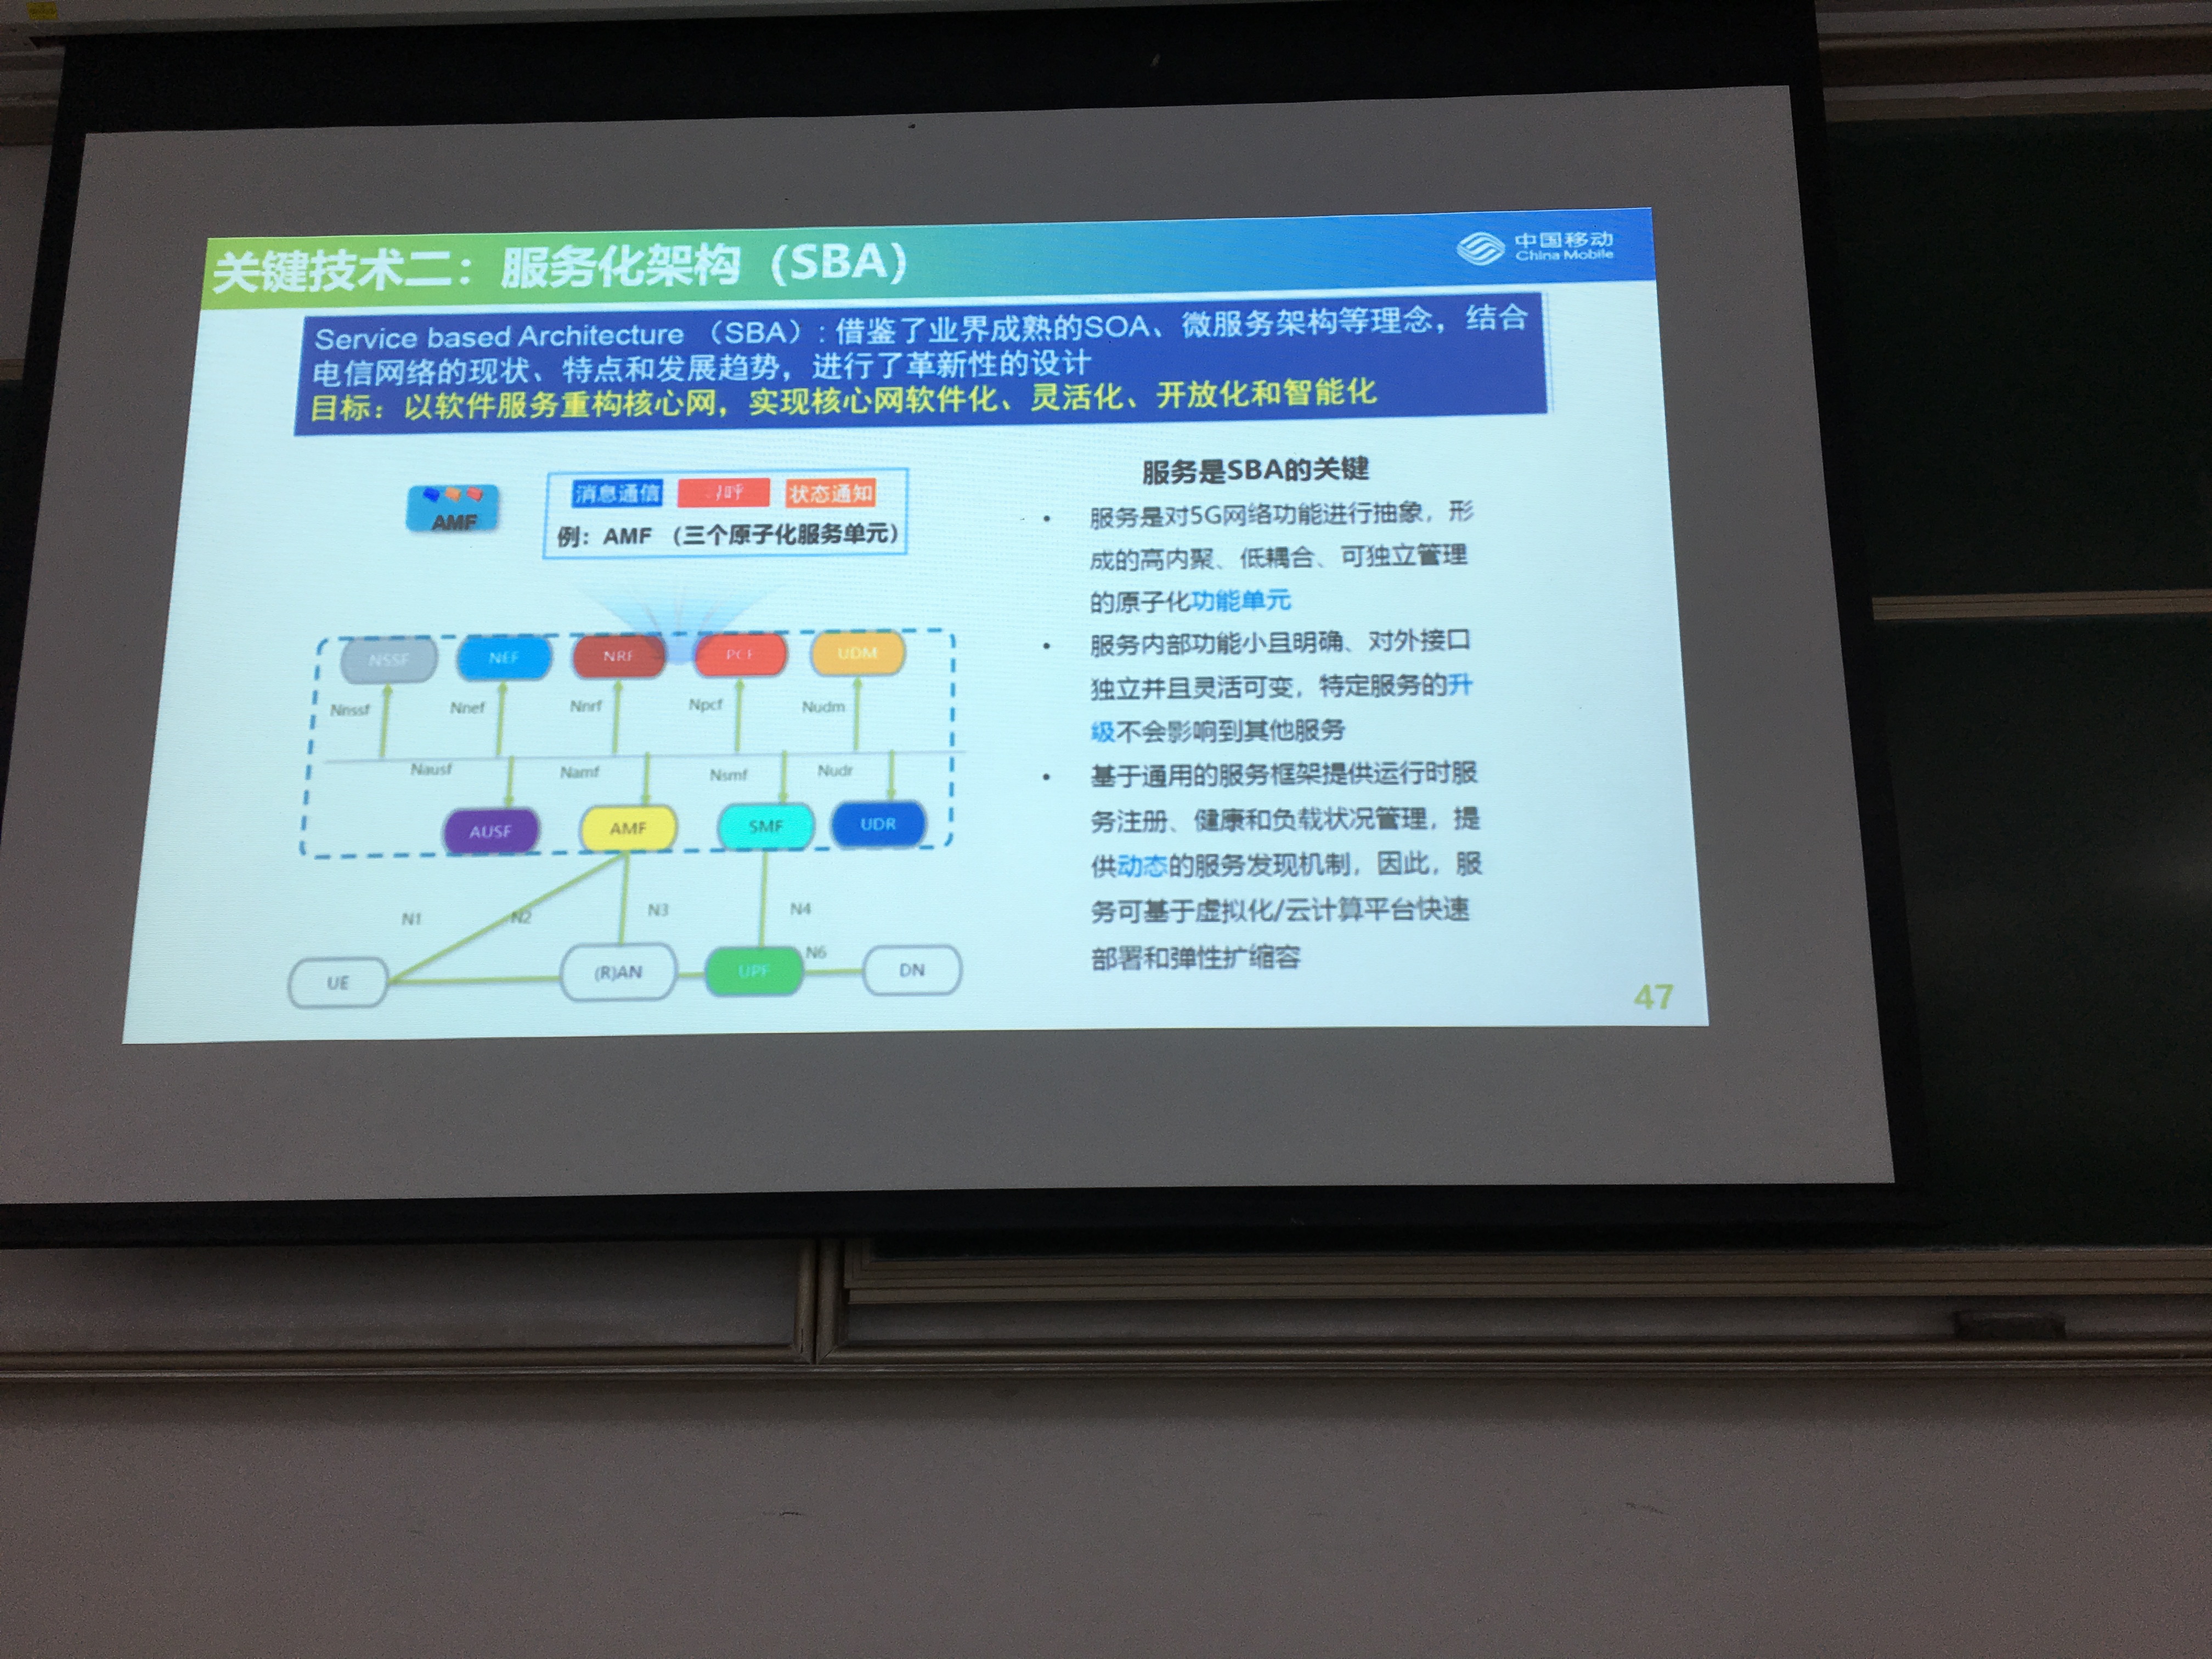 关键技术二：服务化架构（SBA）
中国移动
China Mobile
Service based Architecture （SBA）: 借鉴了业界成熟的SOA、微服务架构等理念，结合
电信网络的现状、特点和发展趋势，进行了革新性的设计
目标：以软件服务重构核心网，实现核心网软件化、灵活化、开放化和智能化
AMF
消息通信
状态通知
例：AMF （三个原子化服务单元）
NSSF
NEF
NRF
PCF
UDM
Nnssf
Nnef
Nnrf
Npcf
Nudm
Nausf
Namf
Nsmf
Nudr
AUSF
AMF
SMF
UDR
N1
N2
N3
N4
N6
UE
(R)AN
UPF
DN
服务是SBA的关键
• 服务是对5G网络功能进行抽象，形
成的高内聚、低耦合、可独立管理
的原子化功能单元
• 服务内部功能小且明确、对外接口
独立并且灵活可变，特定服务的升
级不会影响到其他服务
• 基于通用的服务框架提供运行时服
务注册、健康和负载状况管理，提
供动态的服务发现机制，因此，服
务可基于虚拟化/云计算平台快速
部署和弹性扩缩容
47